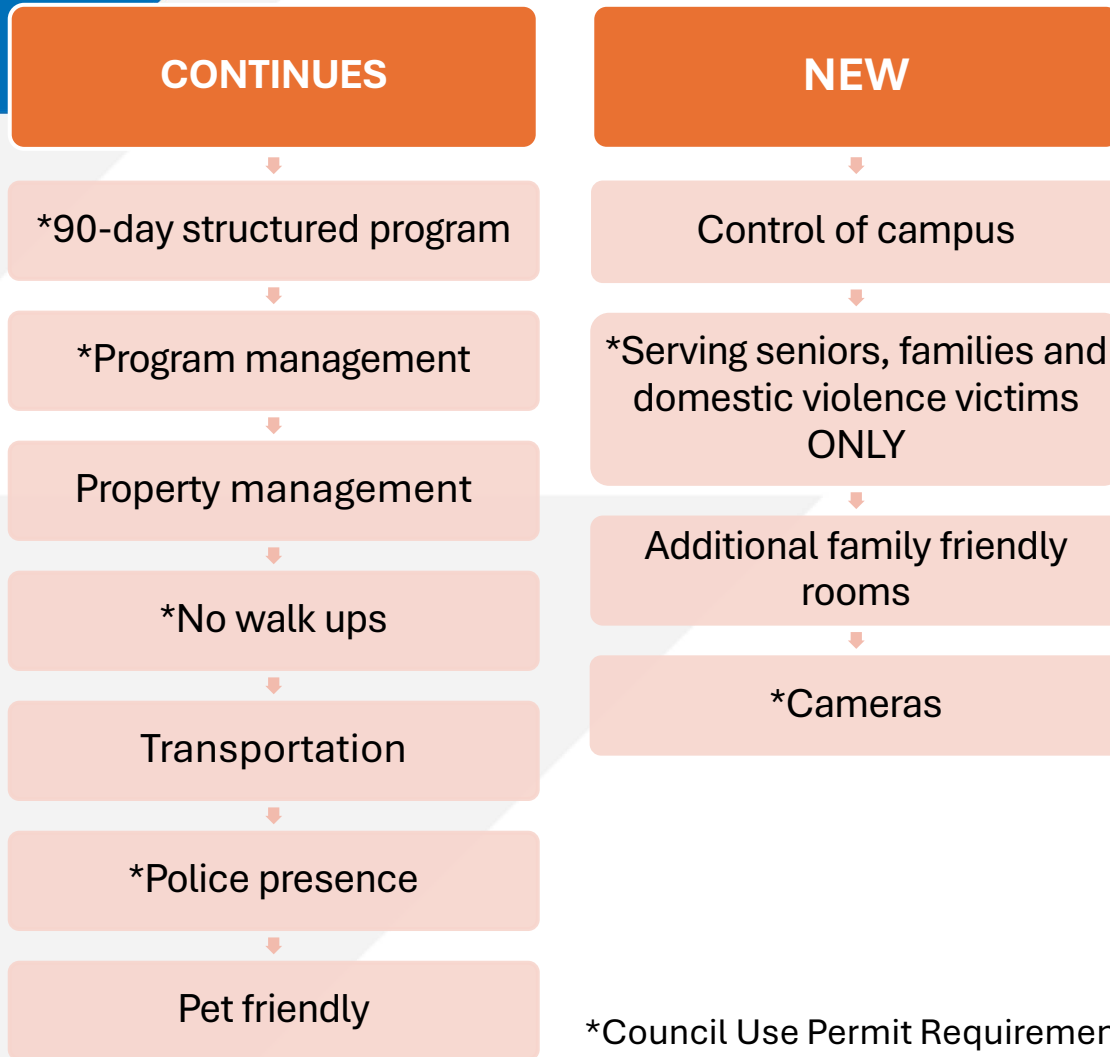 CONTINUES
*90-day structured program
*Program management
Property management
*No walk ups
Transportation
*Police presence
Pet friendly
NEW
Control of campus
*Serving seniors, families and
domestic violence victims
ONLY
Additional family friendly
rooms
*Cameras
*Council Use Permit Requiremen